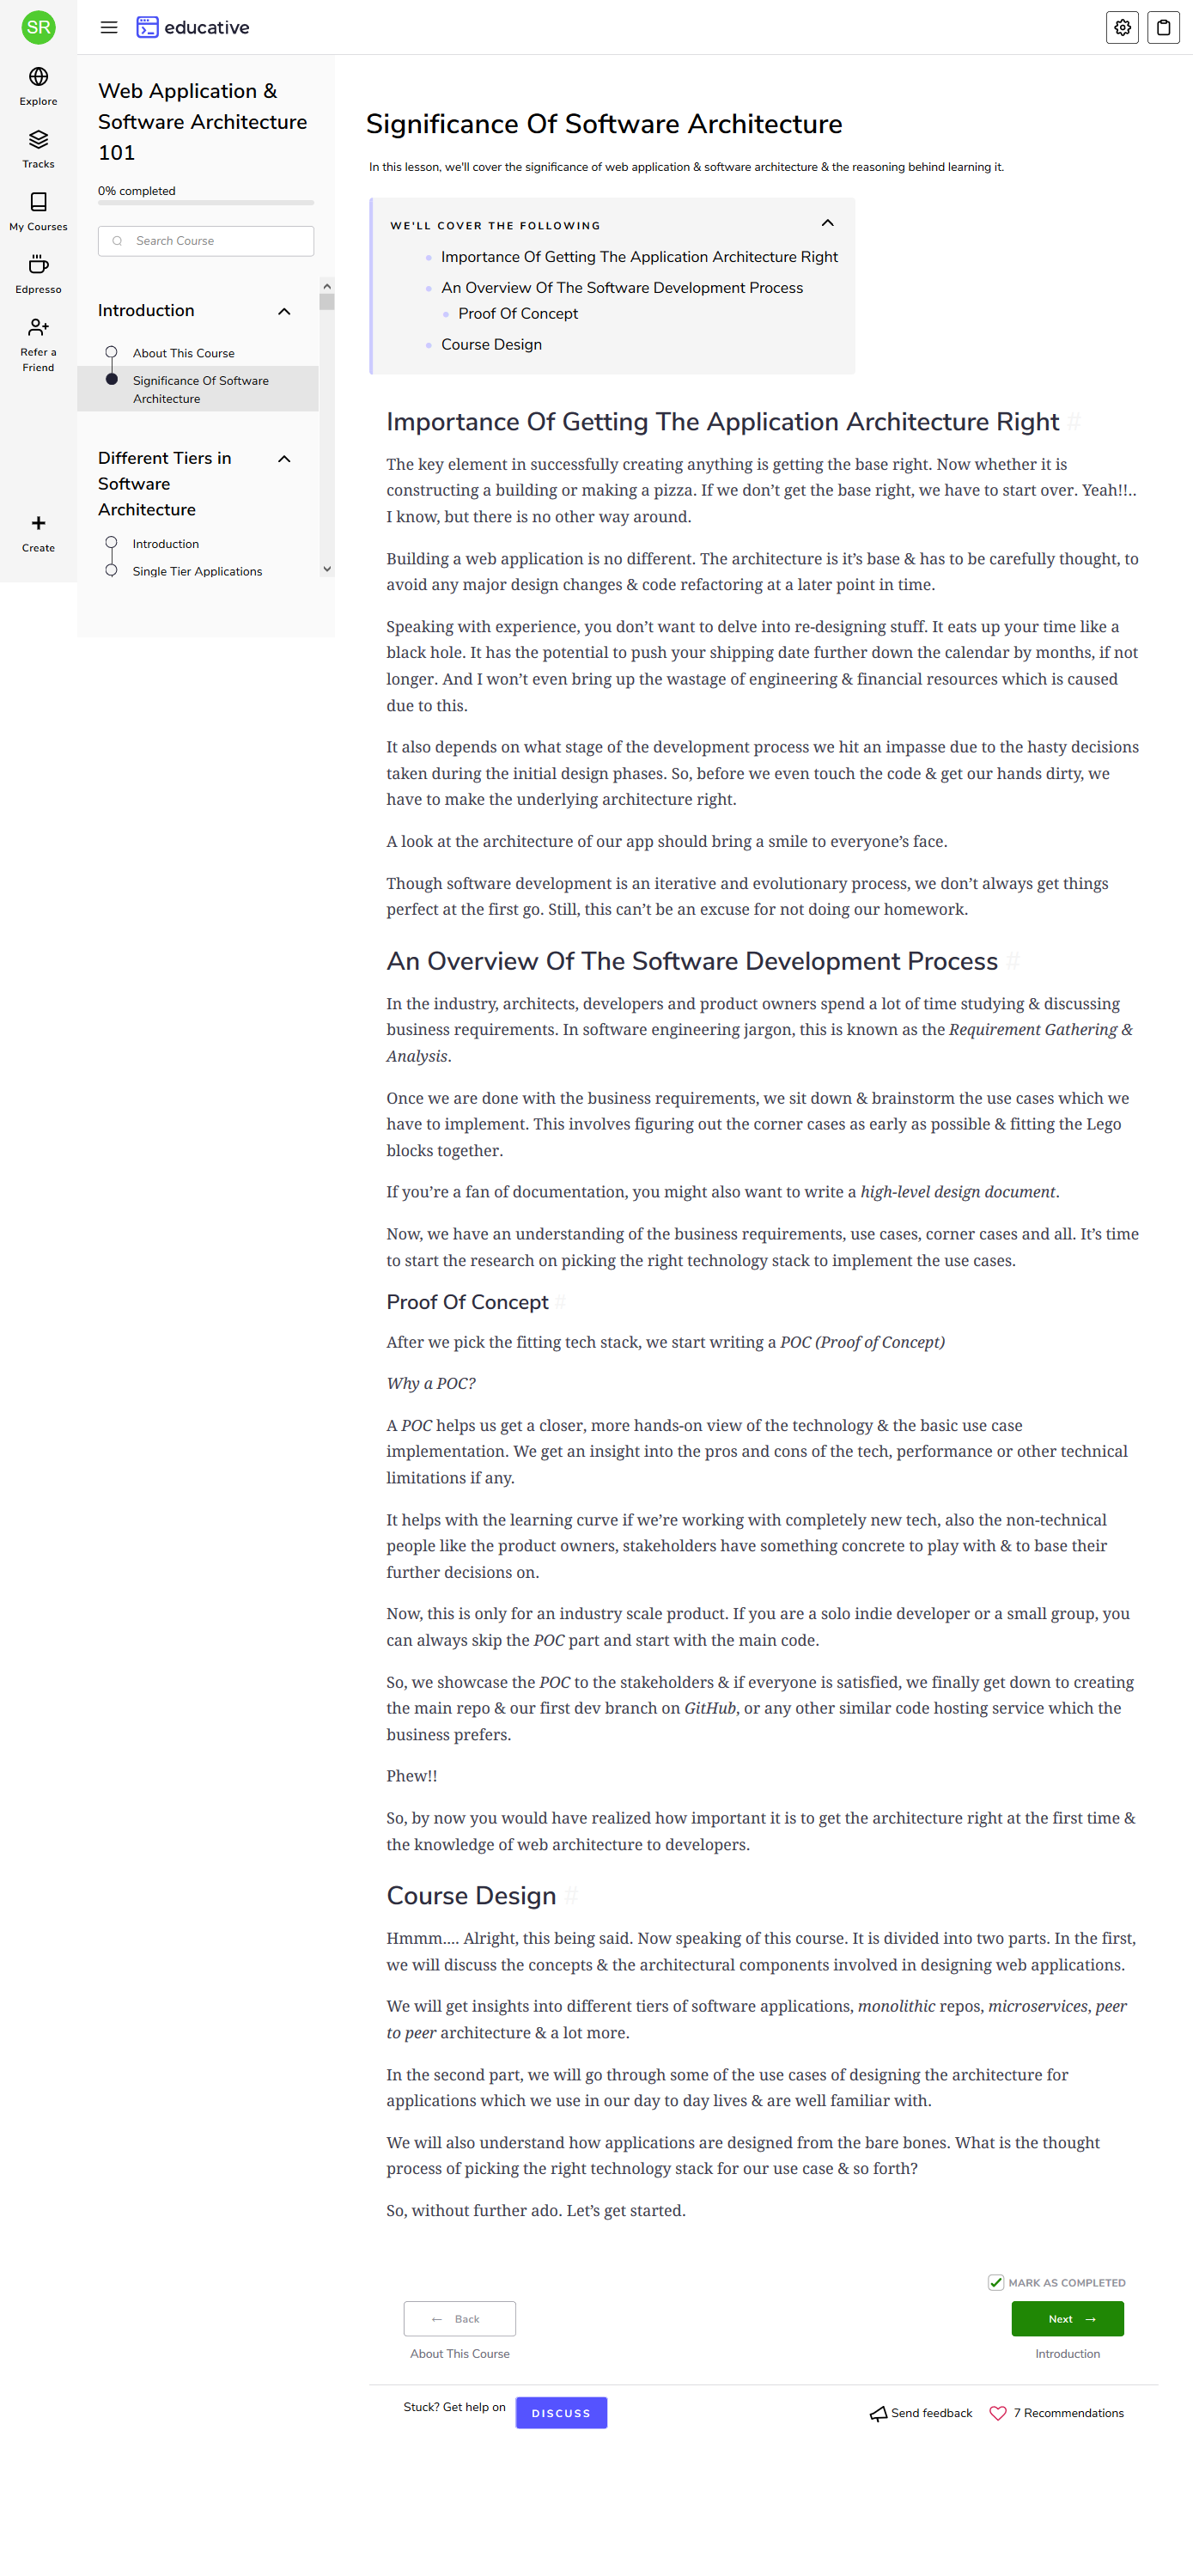 SR
educative
Explore
Tracks
My Courses
Edpresso
Refer a
Friend
Create
Web Application &
Software Architecture
101
0% completed
Search Course
Introduction
About This Course
Significance Of Software
Architecture
Different Tiers in
Software
Architecture
Introduction
Single Tier Applications
Significance Of Software Architecture
In this lesson, we'll cover the significance of web application & software architecture & the reasoning behind learning it.
WE'LL COVER THE FOLLOWING
Importance Of Getting The Application Architecture Right
An Overview Of The Software Development Process
Proof Of Concept
Course Design
Importance Of Getting The Application Architecture Right #
The key element in successfully creating anything is getting the base right. Now whether it is
constructing a building or making a pizza. If we don’t get the base right, we have to start over. Yeah!!..
I know, but there is no other way around.
Building a web application is no different. The architecture is it’s base & has to be carefully thought, to
avoid any major design changes & code refactoring at a later point in time.
Speaking with experience, you don’t want to delve into re-designing stuff. It eats up your time like a
black hole. It has the potential to push your shipping date further down the calendar by months, if not
longer. And I won’t even bring up the wastage of engineering & financial resources which is caused
due to this.
It also depends on what stage of the development process we hit an impasse due to the hasty decisions
taken during the initial design phases. So, before we even touch the code & get our hands dirty, we
have to make the underlying architecture right.
A look at the architecture of our app should bring a smile to everyone’s face.
Though software development is an iterative and evolutionary process, we don’t always get things
perfect at the first go. Still, this can’t be an excuse for not doing our homework.
An Overview Of The Software Development Process #
In the industry, architects, developers and product owners spend a lot of time studying & discussing
business requirements. In software engineering jargon, this is known as the Requirement Gathering &
Analysis.
Once we are done with the business requirements, we sit down & brainstorm the use cases which we
have to implement. This involves figuring out the corner cases as early as possible & fitting the Lego
blocks together.
If you’re a fan of documentation, you might also want to write a high-level design document.
Now, we have an understanding of the business requirements, use cases, corner cases and all. It’s time
to start the research on picking the right technology stack to implement the use cases.
Proof Of Concept #
After we pick the fitting tech stack, we start writing a POC (Proof of Concept)
Why a POC?
A POC helps us get a closer, more hands-on view of the technology & the basic use case
implementation. We get an insight into the pros and cons of the tech, performance or other technical
limitations if any.
It helps with the learning curve if we’re working with completely new tech, also the non-technical
people like the product owners, stakeholders have something concrete to play with & to base their
further decisions on.
Now, this is only for an industry scale product. If you are a solo indie developer or a small group, you
can always skip the POC part and start with the main code.
So, we showcase the POC to the stakeholders & if everyone is satisfied, we finally get down to creating
the main repo & our first dev branch on GitHub, or any other similar code hosting service which the
business prefers.
Phew!!
So, by now you would have realized how important it is to get the architecture right at the first time &
the knowledge of web architecture to developers.
Course Design #
Hmmm.... Alright, this being said. Now speaking of this course. It is divided into two parts. In the first,
we will discuss the concepts & the architectural components involved in designing web applications.
We will get insights into different tiers of software applications, monolithic repos, microservices, peer
to peer architecture & a lot more.
In the second part, we will go through some of the use cases of designing the architecture for
applications which we use in our day to day lives & are well familiar with.
We will also understand how applications are designed from the bare bones. What is the thought
process of picking the right technology stack for our use case & so forth?
So, without further ado. Let’s get started.
MARK AS COMPLETED
← Back
Next →
About This Course
Introduction
Stuck? Get help on
DISCUSS
Send feedback
7 Recommendations